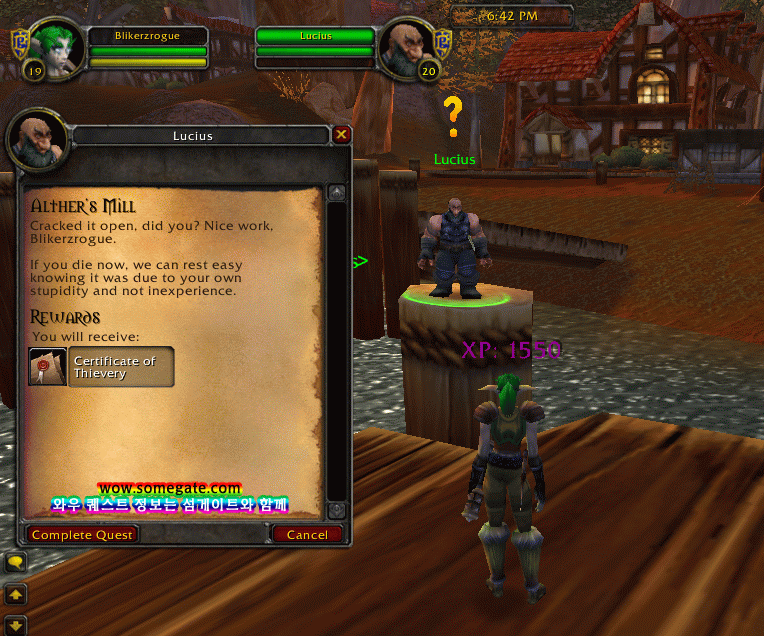 6:42 PM
Blikerzrogue
Lucius
19
20
Lucius
Lucius
Alther's Mill
Cracked it open, did you? Nice work,
Blikerzrogue.
If you die now, we can rest easy
knowing it was due to your own
stupidity and not inexperience.
s>
Rewards
You will receive:
Certificate of
Thievery
XP: 1550
wow.somegate.com
와우 퀘스트 정보는 섬게이트와 함께
Complete Quest
Cancel